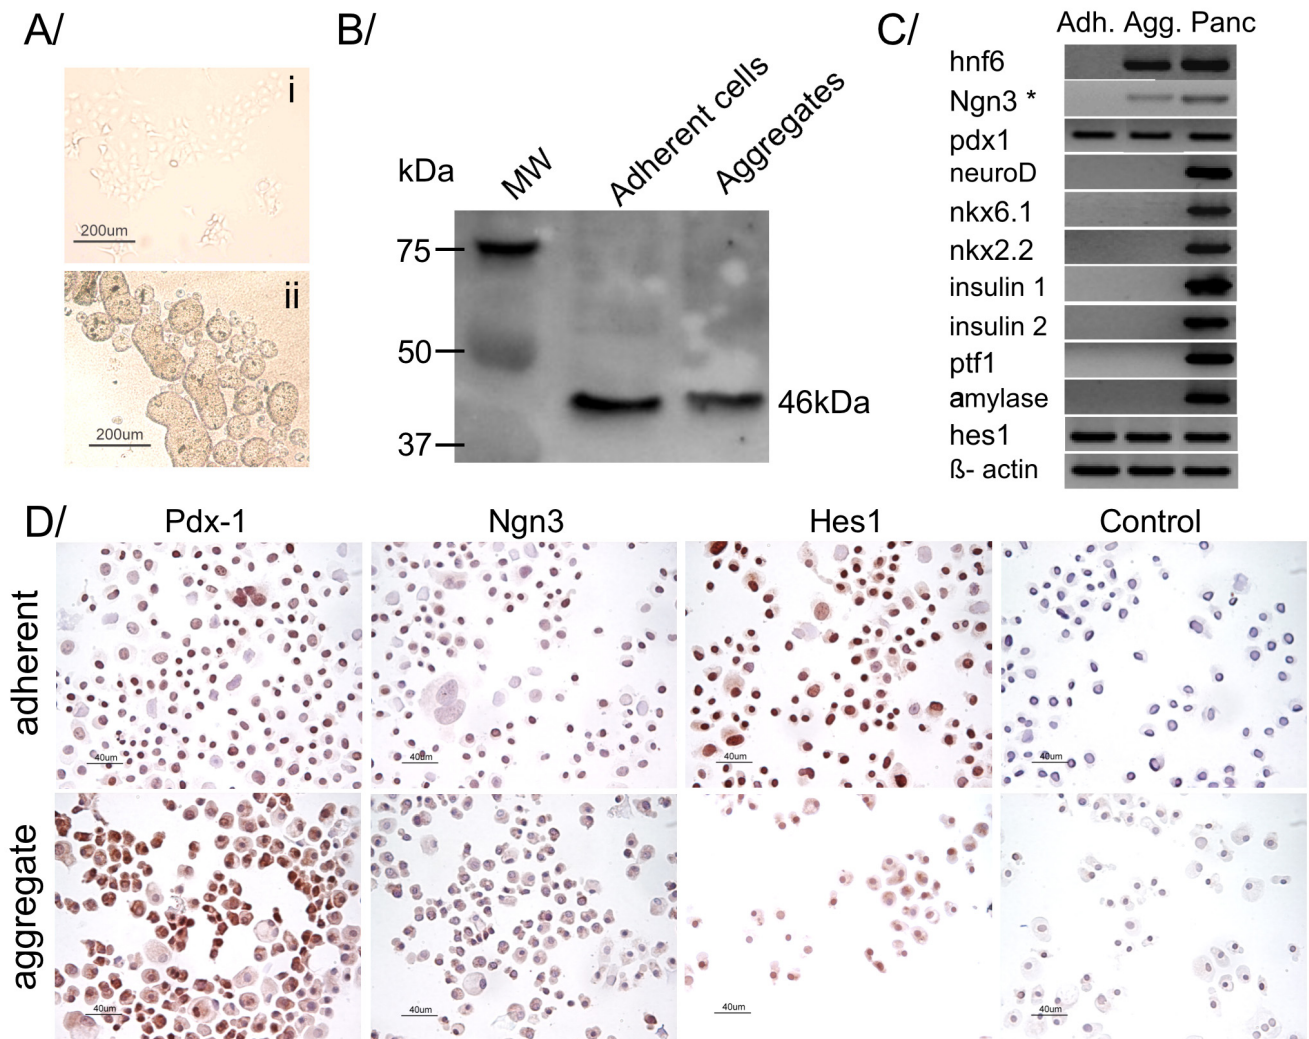 A/
i
200um
ii
200um
B/
kDa
MW
Adherent cells
Aggregates
75
50
37
46kDa
C/
Adh. Agg. Panc
hnf6
Ngn3 *
pdx1
neuroD
nkx6.1
nkx2.2
insulin 1
insulin 2
ptf1
amylase
hes1
ß- actin
D/
Pdx-1 Ngn3 Hes1 Control
adherent
40um 40um 40um 40um
aggregate
40um 40um 40um 40um